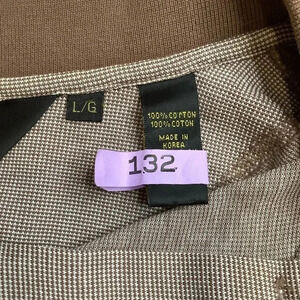 L/G
100% COTTON
100% COTON
MADE IN
KOREA
132